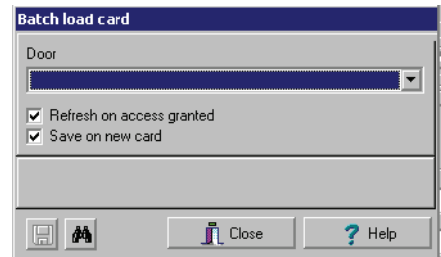 Batch load card
Door
Refresh on access granted
Save on new card
Close Help